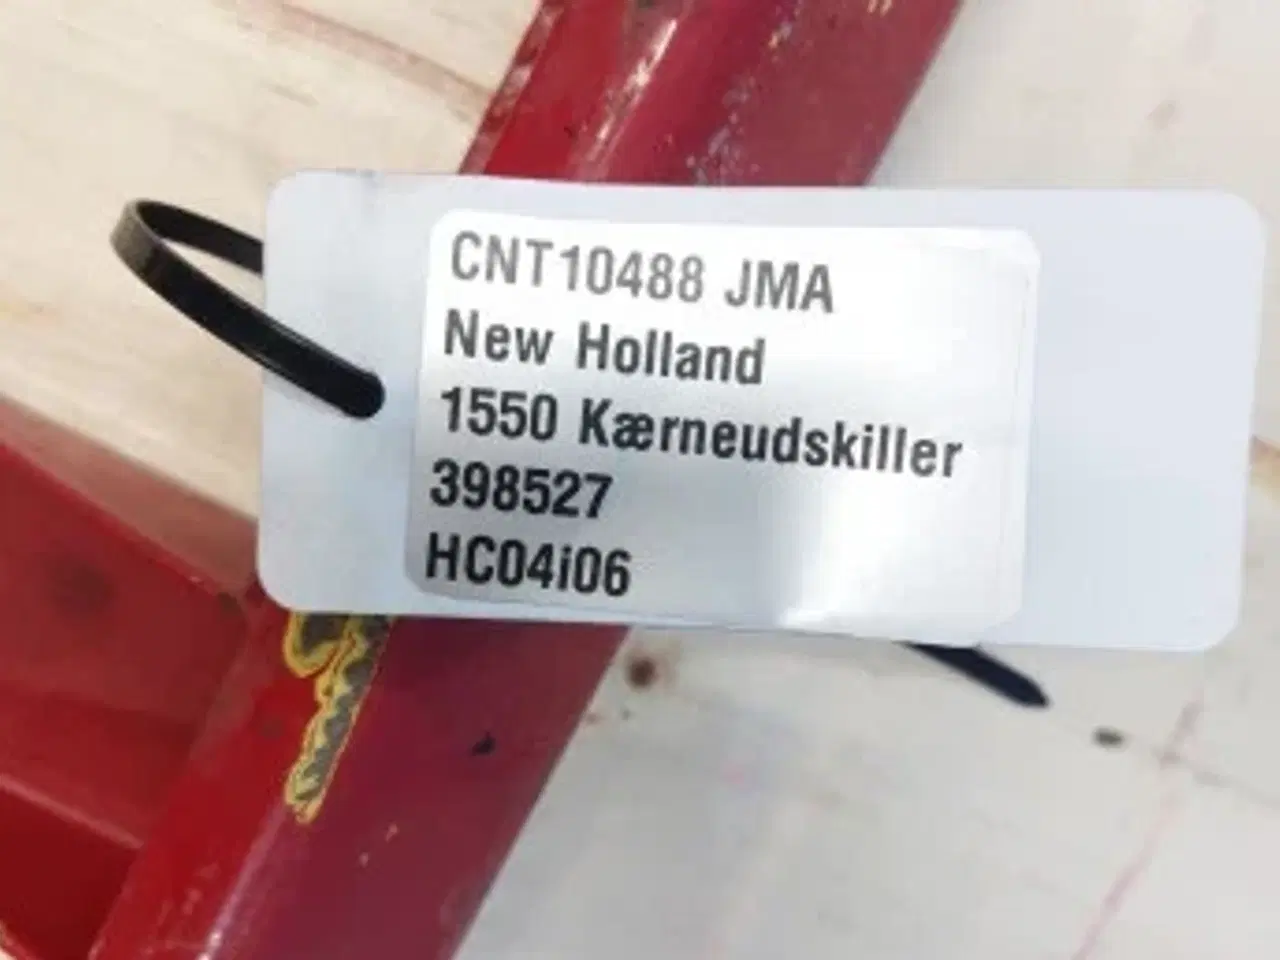 CNT10488 JMA
New Holland
1550 Kærneudskiller
398527
HC04i06